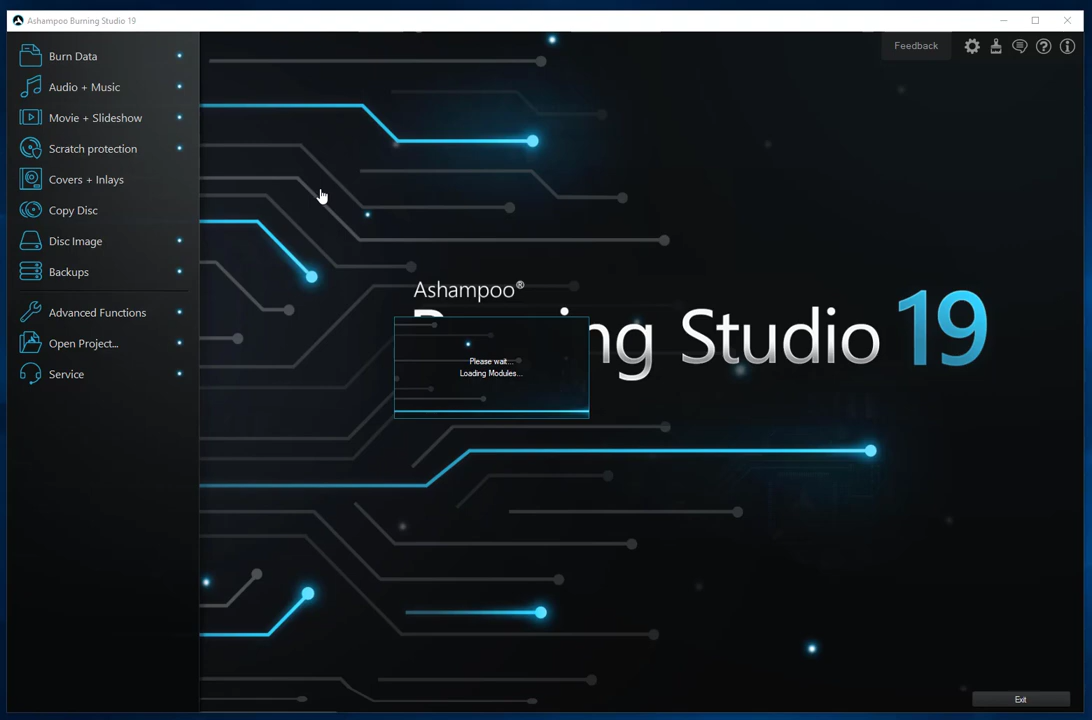 Ashampoo Burning Studio 19
Feedback
Burn Data
Audio + Music
Movie + Slideshow
Scratch protection
Covers + Inlays
Copy Disc
Disc Image
Backups
Advanced Functions
Open Project...
Service
Ashampoo®
ng Studio 19
Please wait...
Loading Modules...
Exit